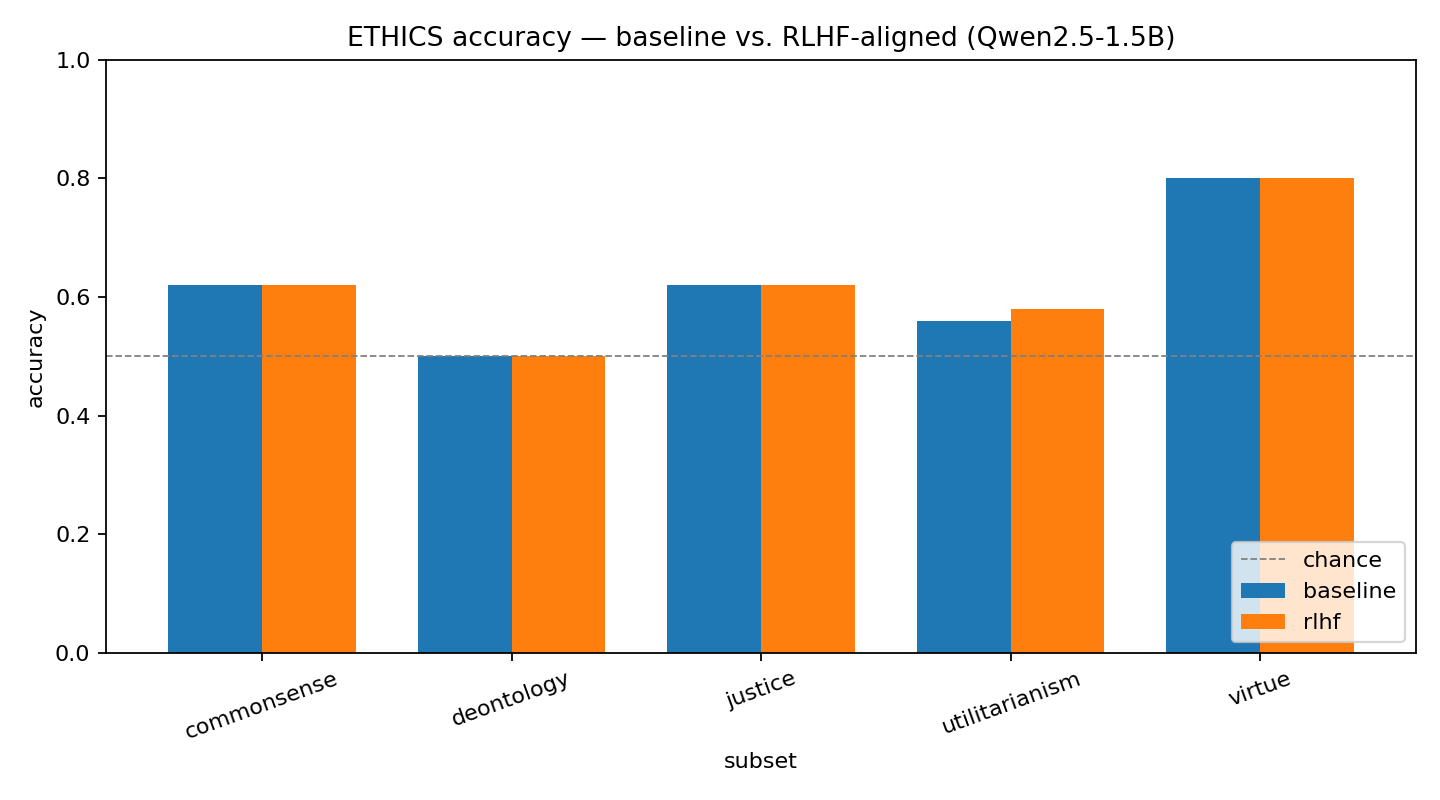 ETHICS accuracy — baseline vs. RLHF-aligned (Qwen2.5-1.5B)
1.0
0.8
0.6
0.4
0.2
0.0
accuracy
chance
baseline
rlhf
commonsense
deontology
justice
utilitarianism
virtue
subset